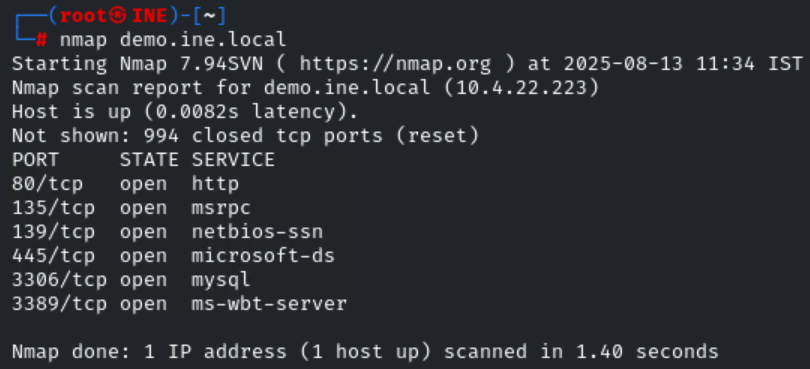 ┌──(root㉿INE)-[~]
└─# nmap demo.ine.local
Starting Nmap 7.94SVN ( https://nmap.org ) at 2025-08-13 11:34 IST
Nmap scan report for demo.ine.local (10.4.22.223)
Host is up (0.0082s latency).
Not shown: 994 closed tcp ports (reset)
PORT     STATE SERVICE
80/tcp   open  http
135/tcp  open  msrpc
139/tcp  open  netbios-ssn
445/tcp  open  microsoft-ds
3306/tcp open  mysql
3389/tcp open  ms-wbt-server
Nmap done: 1 IP address (1 host up) scanned in 1.40 seconds